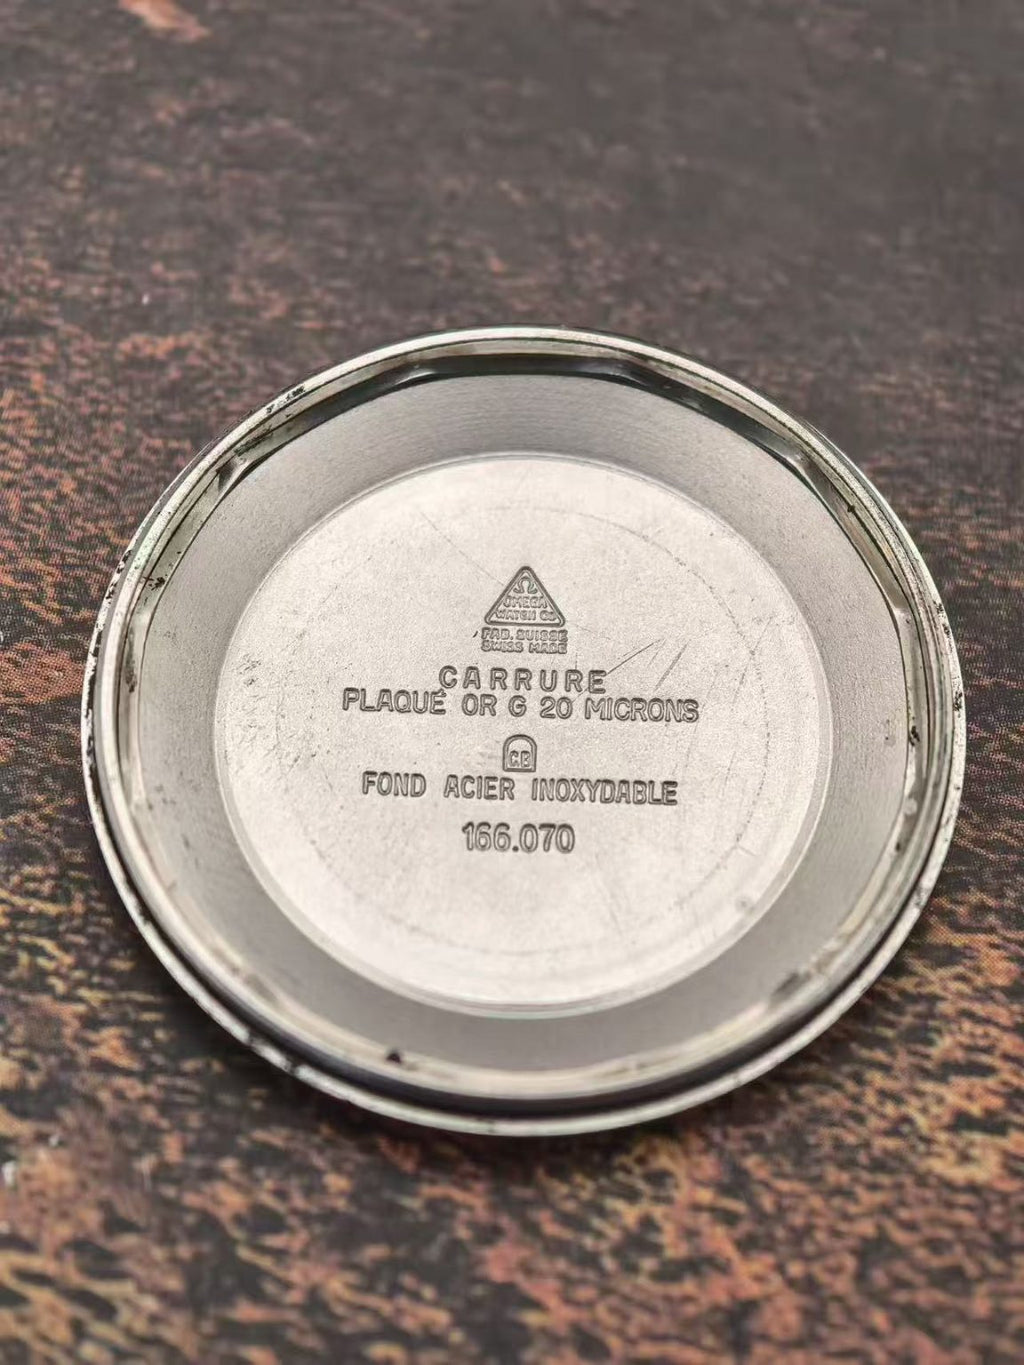 Ω
OMEGA
WATCH Co
FAB. SUISSE
SWISS MADE
CARRURE
PLAQUÉ OR G 20 MICRONS
CB
FOND ACIER INOXYDABLE
166.070